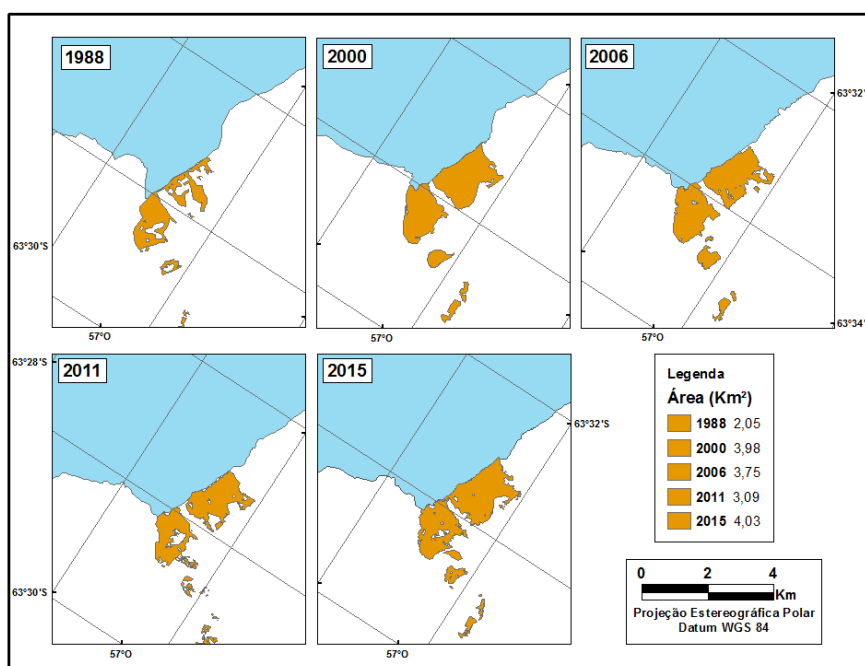 1988
2000
2006
63°32'
63°30'S
57°O
57°O
57°O
63°34'
63°28'S
2011
2015
63°32'S
63°30'S
57°O
57°O
Legenda
Área (Km²)
1988 2,05
2000 3,98
2006 3,75
2011 3,09
2015 4,03
0 2 4
Km
Projeção Estereográfica Polar
Datum WGS 84